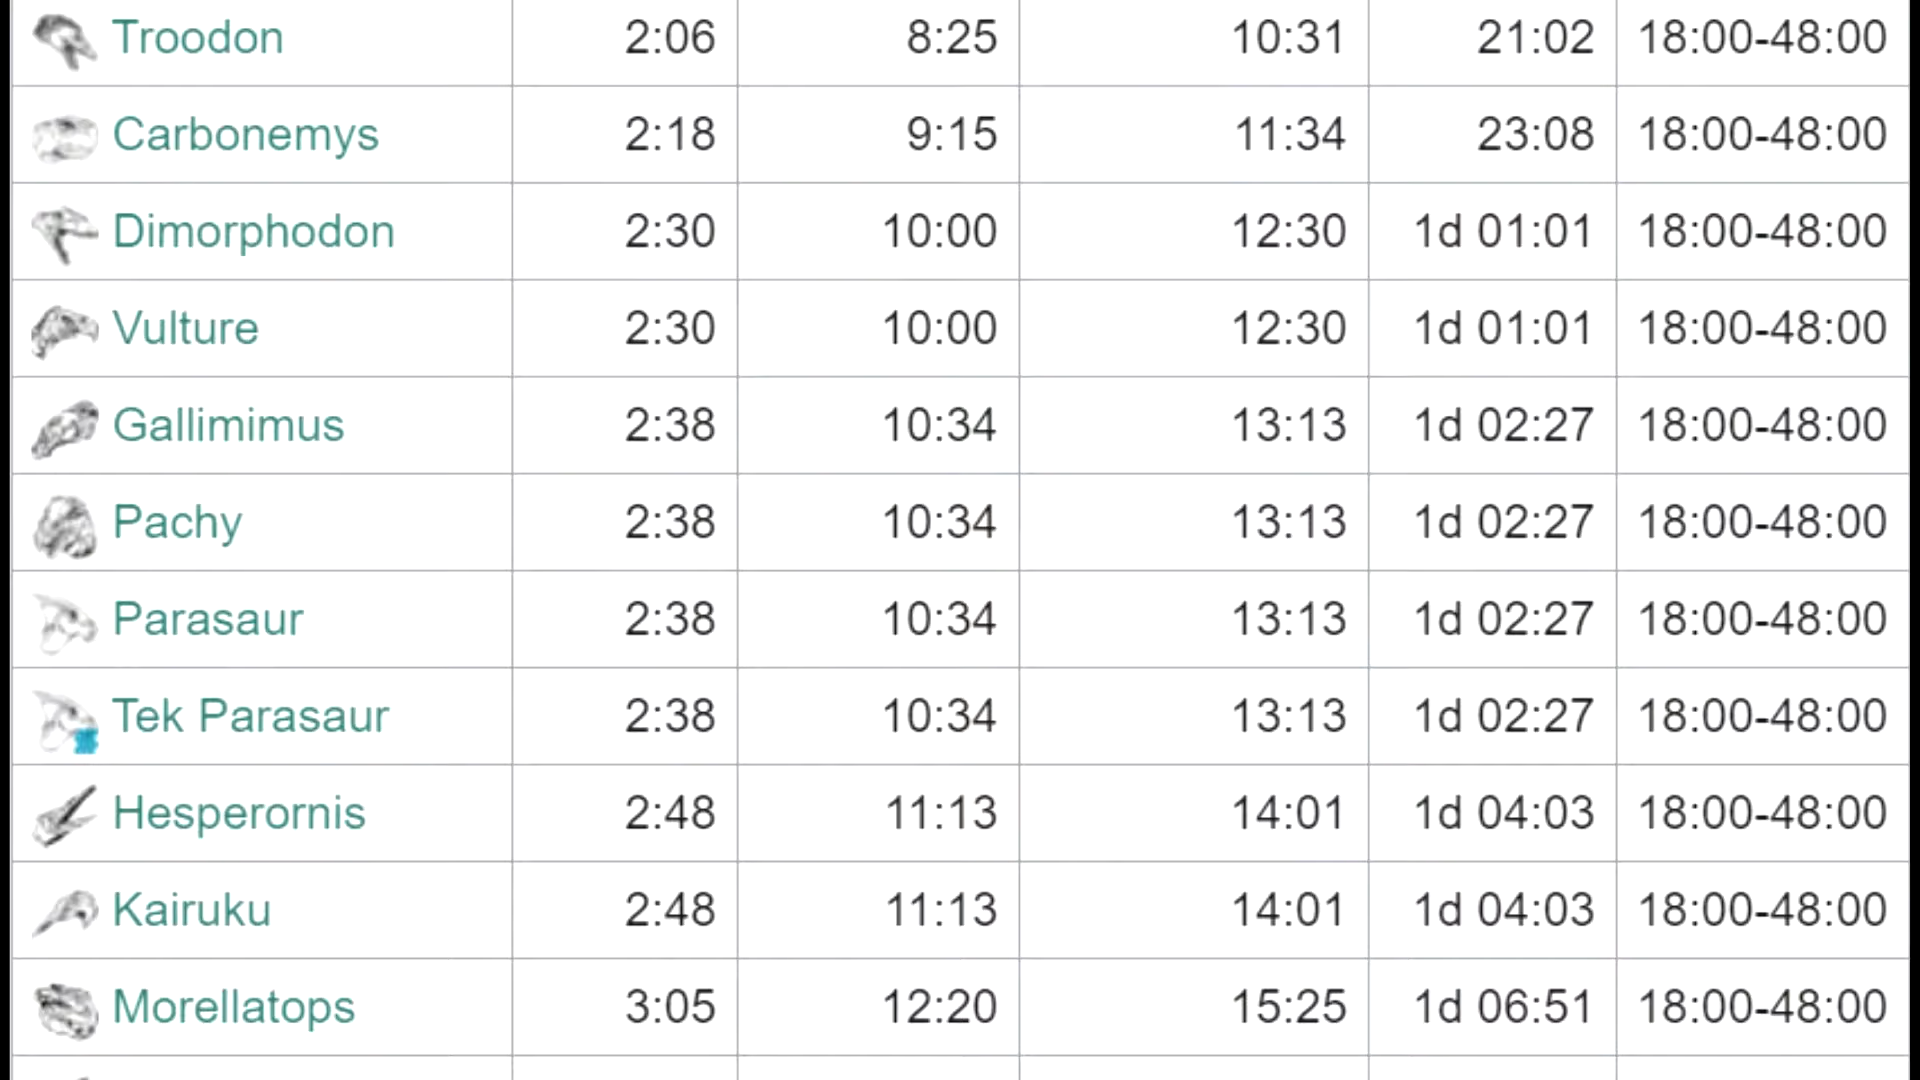 Troodon 2:06 8:25 10:31 21:02 18:00-48:00
Carbonemys 2:18 9:15 11:34 23:08 18:00-48:00
Dimorphodon 2:30 10:00 12:30 1d 01:01 18:00-48:00
Vulture 2:30 10:00 12:30 1d 01:01 18:00-48:00
Gallimimus 2:38 10:34 13:13 1d 02:27 18:00-48:00
Pachy 2:38 10:34 13:13 1d 02:27 18:00-48:00
Parasaur 2:38 10:34 13:13 1d 02:27 18:00-48:00
Tek Parasaur 2:38 10:34 13:13 1d 02:27 18:00-48:00
Hesperornis 2:48 11:13 14:01 1d 04:03 18:00-48:00
Kairuku 2:48 11:13 14:01 1d 04:03 18:00-48:00
Morellatops 3:05 12:20 15:25 1d 06:51 18:00-48:00